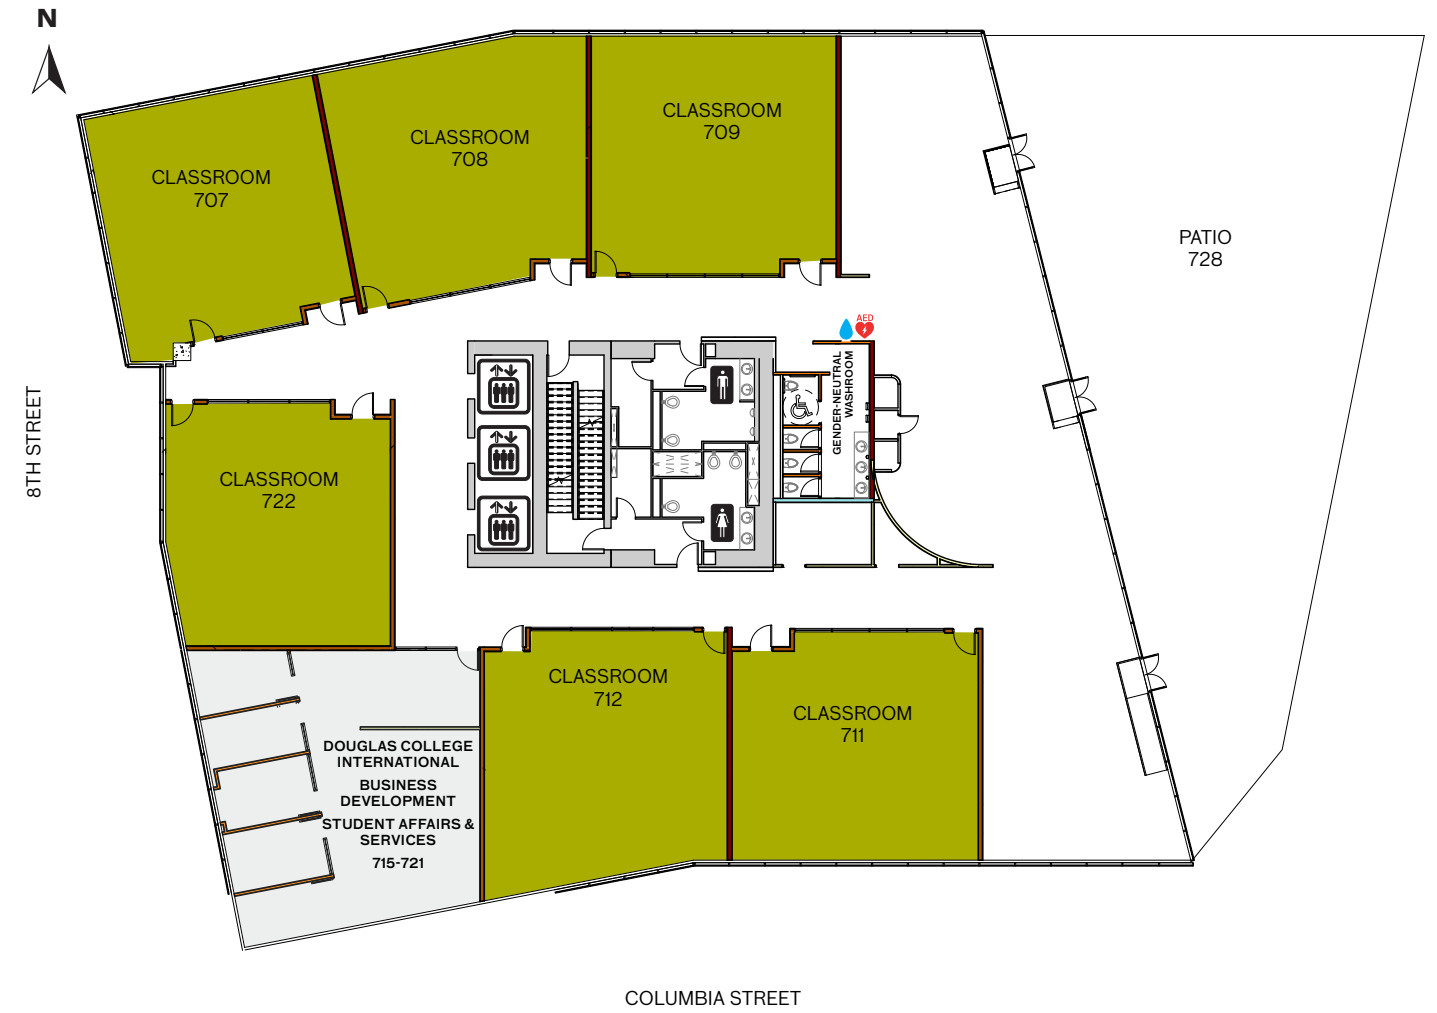 N
CLASSROOM
707
CLASSROOM
708
CLASSROOM
709
PATIO
728
AED
GENDER-NEUTRAL
WASHROOM
8TH STREET
CLASSROOM
722
CLASSROOM
712
CLASSROOM
711
DOUGLAS COLLEGE
INTERNATIONAL
BUSINESS
DEVELOPMENT
STUDENT AFFAIRS &
SERVICES
715-721
COLUMBIA STREET